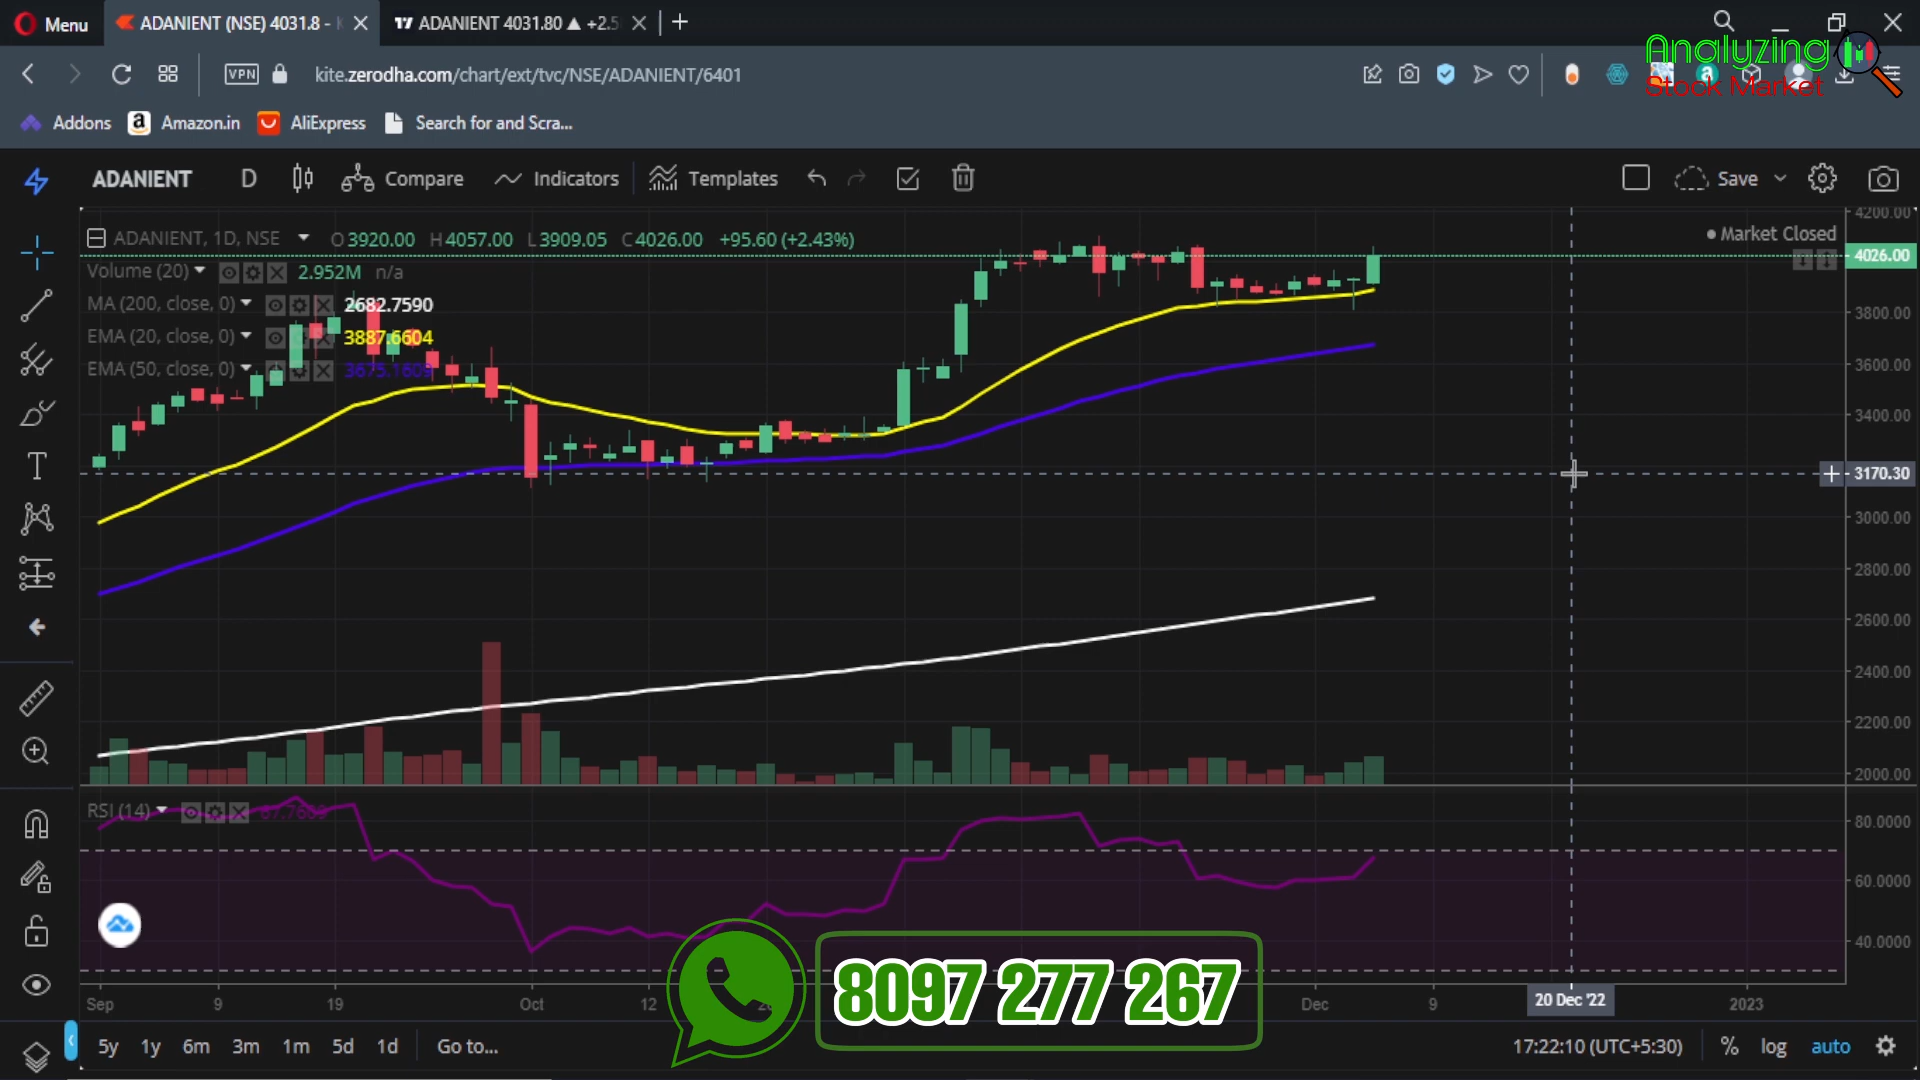 Menu
ADANIENT (NSE) 4031.8 -
ADANIENT 4031.80 ▲ +2.5
VPN
kite.zerodha.com/chart/ext/tvc/NSE/ADANIENT/6401
Analyzing
Stock Market
Addons
Amazon.in
AliExpress
Search for and Scra...
ADANIENT
D
Compare
Indicators
Templates
Save
ADANIENT, 1D, NSE O3920.00 H4057.00 L3909.05 C4026.00 +95.60 (+2.43%)
Market Closed
Volume (20) 2.952M n/a
MA (200, close, 0) 2682.7590
EMA (20, close, 0) 3887.6604
EMA (50, close, 0) 3675.1609
4200.00
4026.00
3800.00
3600.00
3400.00
3170.30
3000.00
2800.00
2600.00
2400.00
2200.00
2000.00
RSI (14)
80.0000
60.0000
40.0000
Sep 9 19 Oct 12 Dec 9 20 Dec '22 2023
8097 277 267
5y 1y 6m 3m 1m 5d 1d Go to...
17:22:10 (UTC+5:30) % log auto